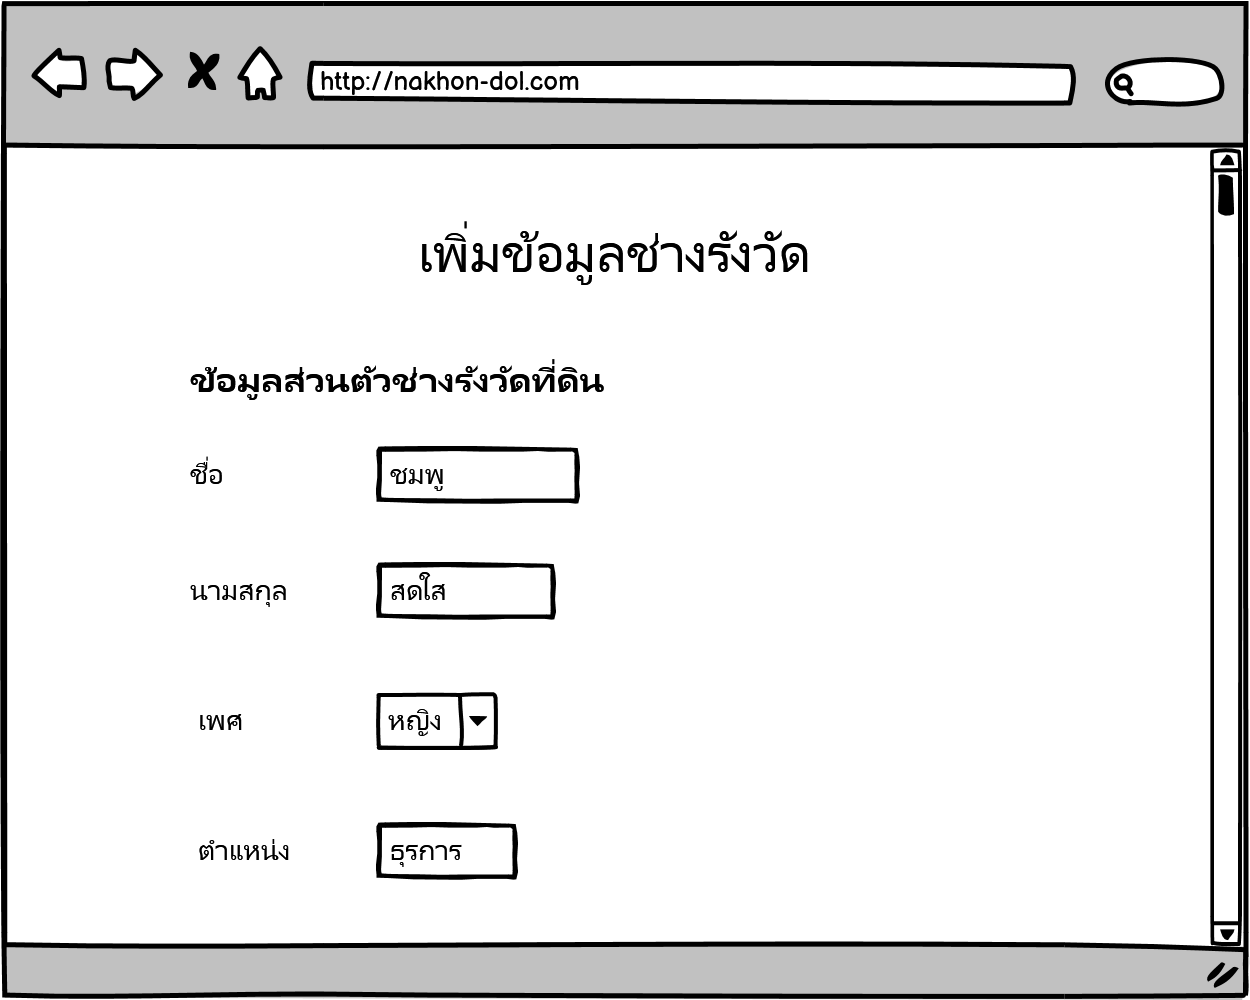 http://nakhon-dol.com
เพิ่มข้อมูลช่างรังวัด
ข้อมูลส่วนตัวช่างรังวัดที่ดิน
ชื่อ ชมพู
นามสกุล สดใส
เพศ หญิง
ตำแหน่ง ธุรการ